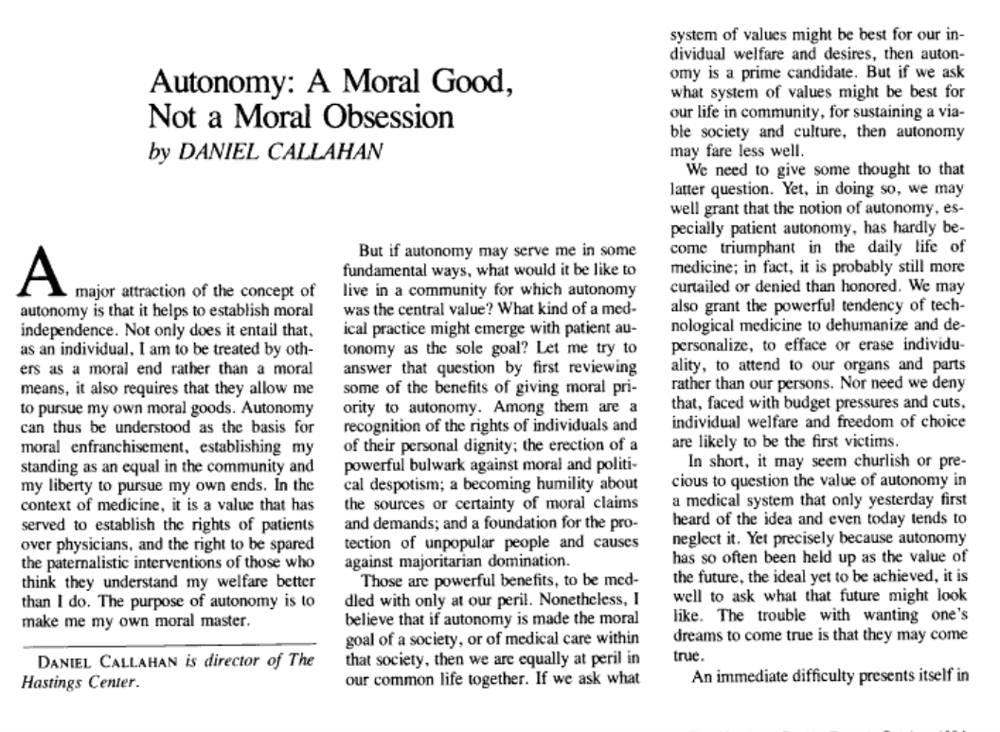 Autonomy: A Moral Good,
Not a Moral Obsession
by DANIEL CALLAHAN
A major attraction of the concept of
autonomy is that it helps to establish moral
independence. Not only does it entail that,
as an individual, I am to be treated by oth-
ers as a moral end rather than a moral
means, it also requires that they allow me
to pursue my own moral goods. Autonomy
can thus be understood as the basis for
moral enfranchisement, establishing my
standing as an equal in the community and
my liberty to pursue my own ends. In the
context of medicine, it is a value that has
served to establish the rights of patients
over physicians, and the right to be spared
the paternalistic interventions of those who
think they understand my welfare better
than I do. The purpose of autonomy is to
make me my own moral master.
DANIEL CALLAHAN is director of The
Hastings Center.
But if autonomy may serve me in some
fundamental ways, what would it be like to
live in a community for which autonomy
was the central value? What kind of a med-
ical practice might emerge with patient au-
tonomy as the sole goal? Let me try to
answer that question by first reviewing
some of the benefits of giving moral pri-
ority to autonomy. Among them are a
recognition of the rights of individuals and
of their personal dignity; the erection of a
powerful bulwark against moral and politi-
cal despotism; a becoming humility about
the sources or certainty of moral claims
and demands; and a foundation for the pro-
tection of unpopular people and causes
against majoritarian domination.
Those are powerful benefits, to be med-
dled with only at our peril. Nonetheless, I
believe that if autonomy is made the moral
goal of a society, or of medical care within
that society, then we are equally at peril in
our common life together. If we ask what
system of values might be best for our in-
dividual welfare and desires, then auton-
omy is a prime candidate. But if we ask
what system of values might be best for
our life in community, for sustaining a via-
ble society and culture, then autonomy
may fare less well.
We need to give some thought to that
latter question. Yet, in doing so, we may
well grant that the notion of autonomy, es-
pecially patient autonomy, has hardly be-
come triumphant in the daily life of
medicine; in fact, it is probably still more
curtailed or denied than honored. We may
also grant the powerful tendency of tech-
nological medicine to dehumanize and de-
personalize, to efface or erase individu-
ality, to attend to our organs and parts
rather than our persons. Nor need we deny
that, faced with budget pressures and cuts,
individual welfare and freedom of choice
are likely to be the first victims.
In short, it may seem churlish or pre-
cious to question the value of autonomy in
a medical system that only yesterday first
heard of the idea and even today tends to
neglect it. Yet precisely because autonomy
has so often been held up as the value of
the future, the ideal yet to be achieved, it is
well to ask what that future might look
like. The trouble with wanting one's
dreams to come true is that they may come
true.
An immediate difficulty presents itself in